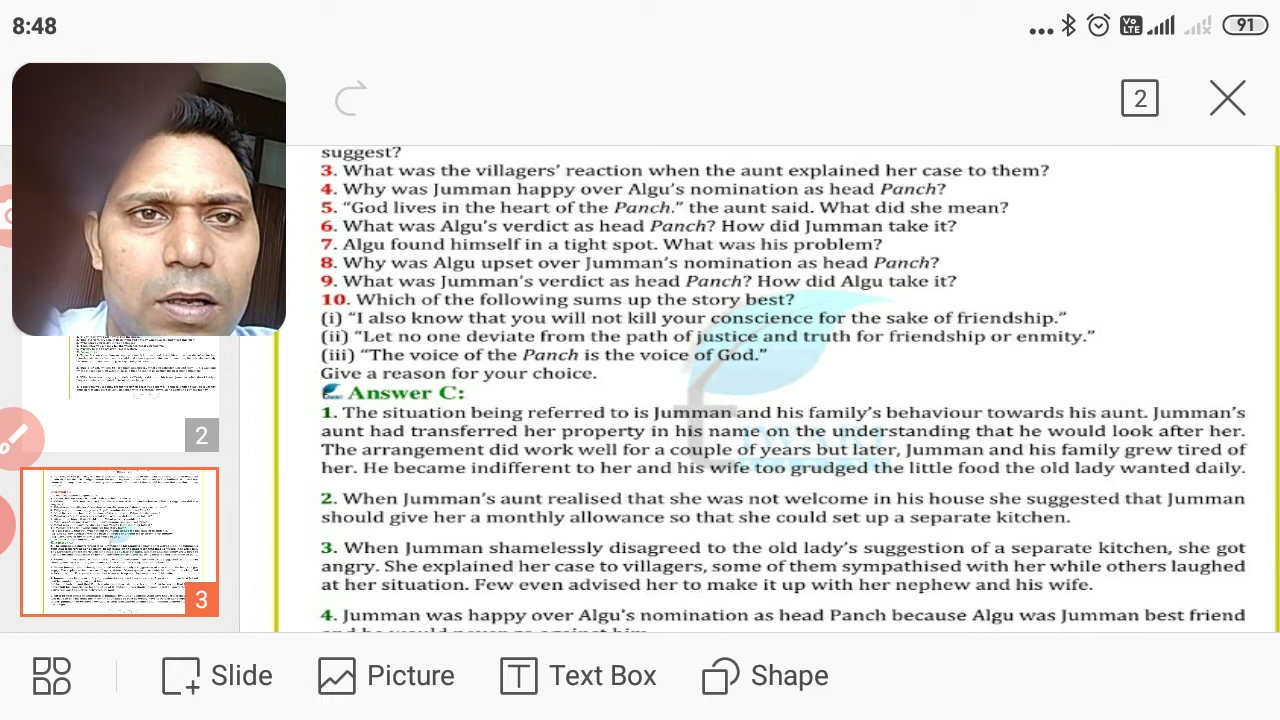 8:48
Vo LTE
91
2
suggest?
3. What was the villagers' reaction when the aunt explained her case to them?
4. Why was Jumman happy over Algu's nomination as head Panch?
5. “God lives in the heart of the Panch.” the aunt said. What did she mean?
6. What was Algu's verdict as head Panch? How did Jumman take it?
7. Algu found himself in a tight spot. What was his problem?
8. Why was Algu upset over Jumman's nomination as head Panch?
9. What was Jumman's verdict as head Panch? How did Algu take it?
10. Which of the following sums up the story best?
(i) “I also know that you will not kill your conscience for the sake of friendship.”
(ii) “Let no one deviate from the path of justice and truth for friendship or enmity.”
(iii) “The voice of the Panch is the voice of God.”
Give a reason for your choice.
Answer C:
1. The situation being referred to is Jumman and his family's behaviour towards his aunt. Jumman's
aunt had transferred her property in his name on the understanding that he would look after her.
The arrangement did work well for a couple of years but later, Jumman and his family grew tired of
her. He became indifferent to her and his wife too grudged the little food the old lady wanted daily.
2. When Jumman's aunt realised that she was not welcome in his house she suggested that Jumman
should give her a monthly allowance so that she could set up a separate kitchen.
3. When Jumman shamelessly disagreed to the old lady's suggestion of a separate kitchen, she got
angry. She explained her case to villagers, some of them sympathised with her while others laughed
at her situation. Few even advised her to make it up with her nephew and his wife.
4. Jumman was happy over Algu's nomination as head Panch because Algu was Jumman best friend
2
3
Slide
Picture
Text Box
Shape